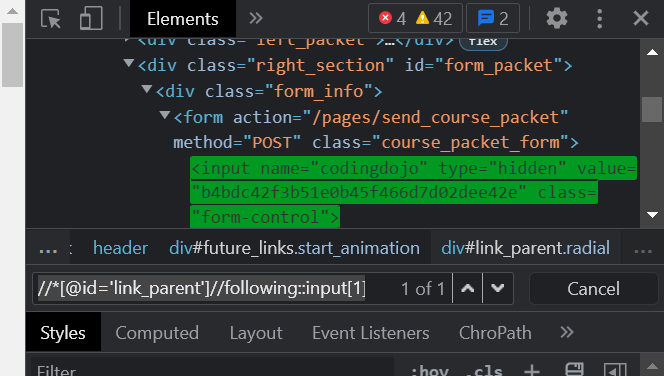 Elements 4 42 2
<div class="left_packet">…</div> flex
<div class="right_section" id="form_packet">
<div class="form_info">
<form action="/pages/send_course_packet"
method="POST" class="course_packet_form">
<input name="codingdojo" type="hidden" value=
"b4bdc42f3b51e0b45f466d7d02dee42e" class=
"form-control">
… header div#future_links.start_animation div#link_parent.radial …
//*[@id='link_parent']//following::input[1] 1 of 1 Cancel
Styles Computed Layout Event Listeners ChroPath
Filter :hov .cls